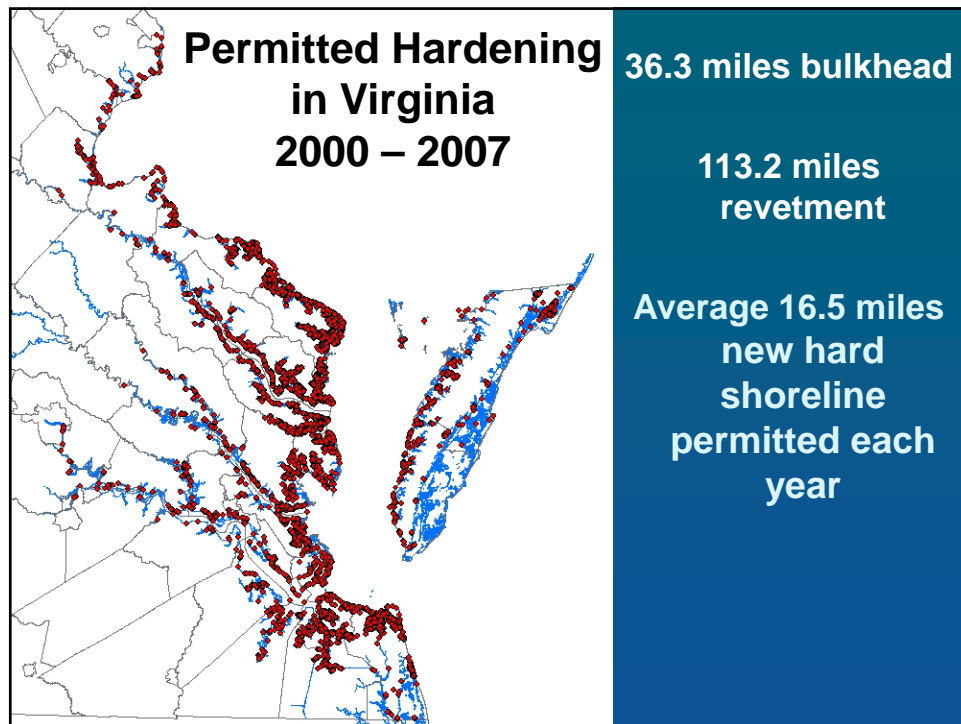 Permitted Hardening
in Virginia
2000 – 2007
36.3 miles bulkhead
113.2 miles
revetment
Average 16.5 miles
new hard
shoreline
permitted each
year